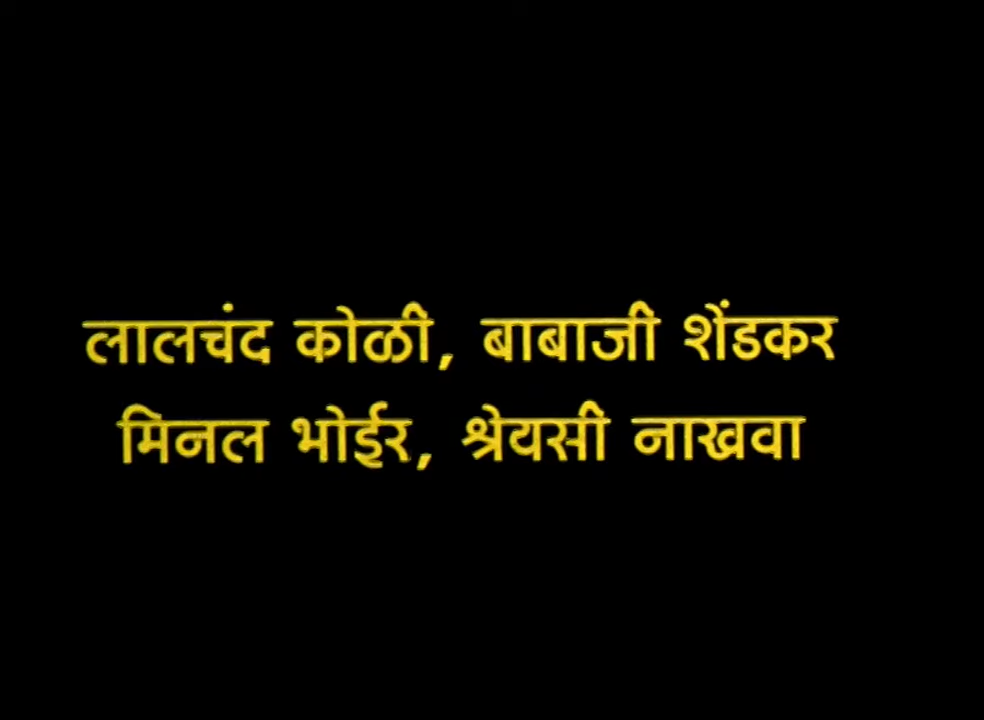 लालचंद कोळी, बाबाजी शेंडकर
मिनल भोईर, श्रेयसी नाखवा